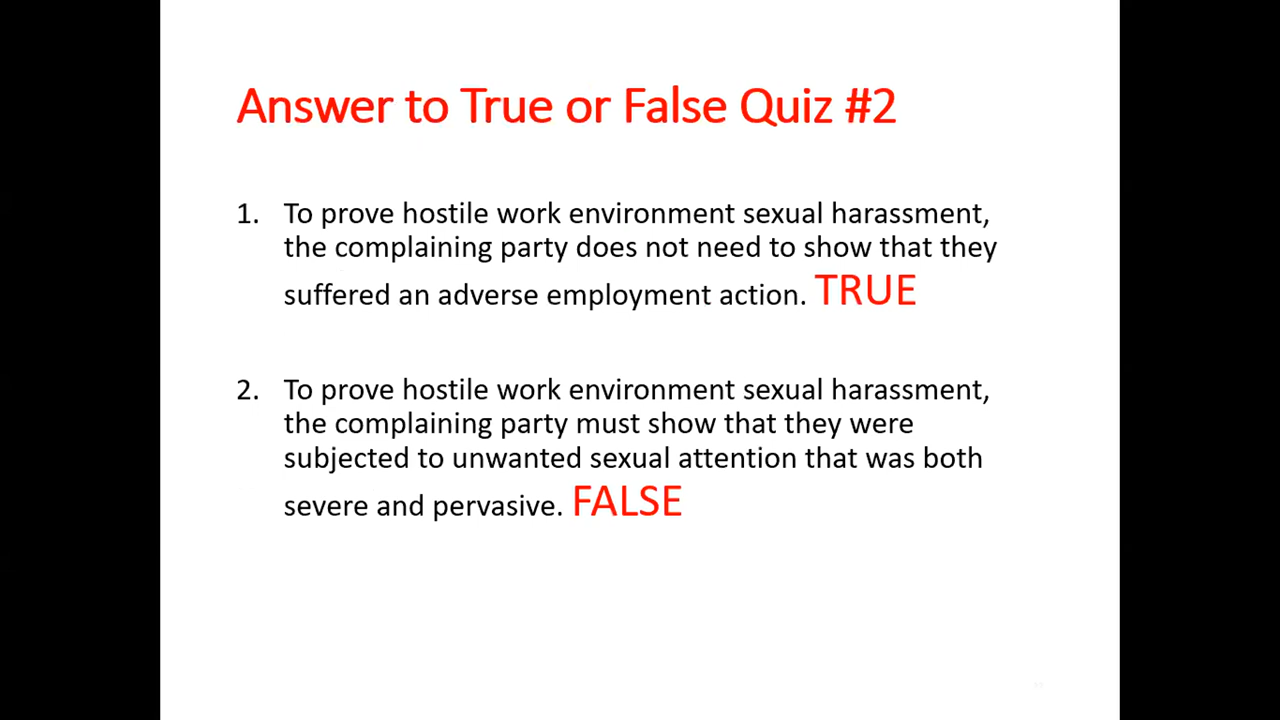 Answer to True or False Quiz #2
1. To prove hostile work environment sexual harassment,
the complaining party does not need to show that they
suffered an adverse employment action. TRUE
2. To prove hostile work environment sexual harassment,
the complaining party must show that they were
subjected to unwanted sexual attention that was both
severe and pervasive. FALSE